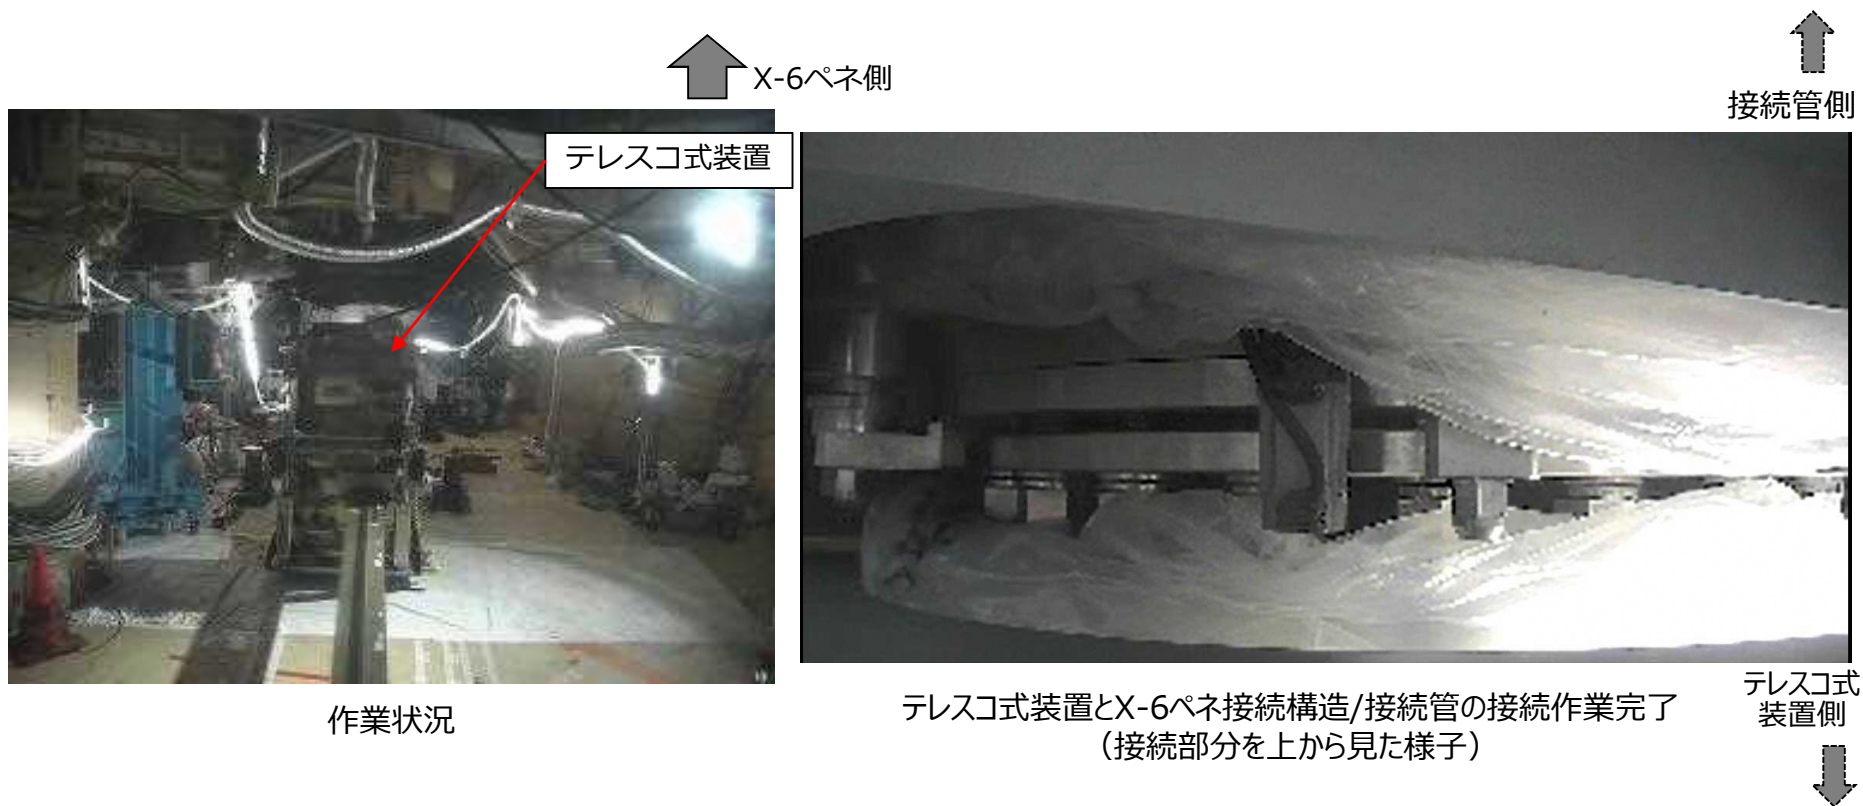 X-6ペネ側
接続管側
テレスコ式装置
テレスコ式
装置側
作業状況
テレスコ式装置とX-6ペネ接続構造/接続管の接続作業完了
（接続部分を上から見た様子）